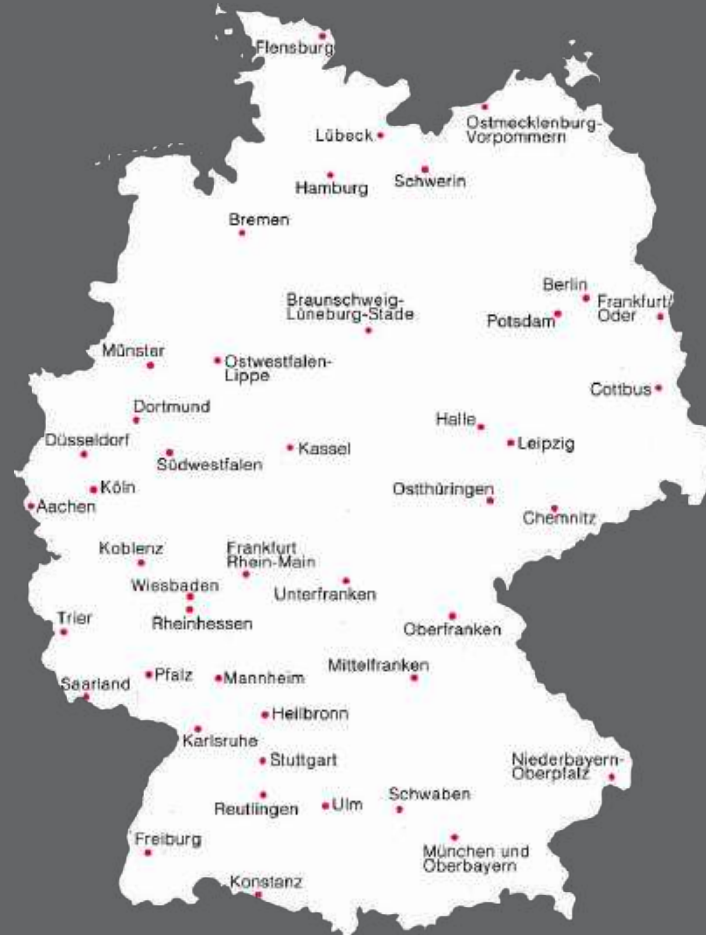 Flensburg
Ostmecklenburg-
Vorpommern
Lübeck
Schwerin
Hamburg
Bremen
Berlin
Frankfurt/
Oder
Braunschweig-
Lüneburg-Stade
Potsdam
Münster
Ostwestfalen-
Lippe
Cottbus
Dortmund
Halle
Düsseldorf
Leipzig
Kassel
Südwestfalen
Köln
Ostthüringen
Aachen
Chemnitz
Koblenz
Frankfurt
Rhein-Main
Wiesbaden
Unterfranken
Trier
Rheinhessen
Oberfranken
Mittelfranken
Pfalz
Mannheim
Saarland
Heilbronn
Karlsruhe
Stuttgart
Niederbayern-
Oberpfalz
Schwaben
Reutlingen
Ulm
Freiburg
München und
Oberbayern
Konstanz